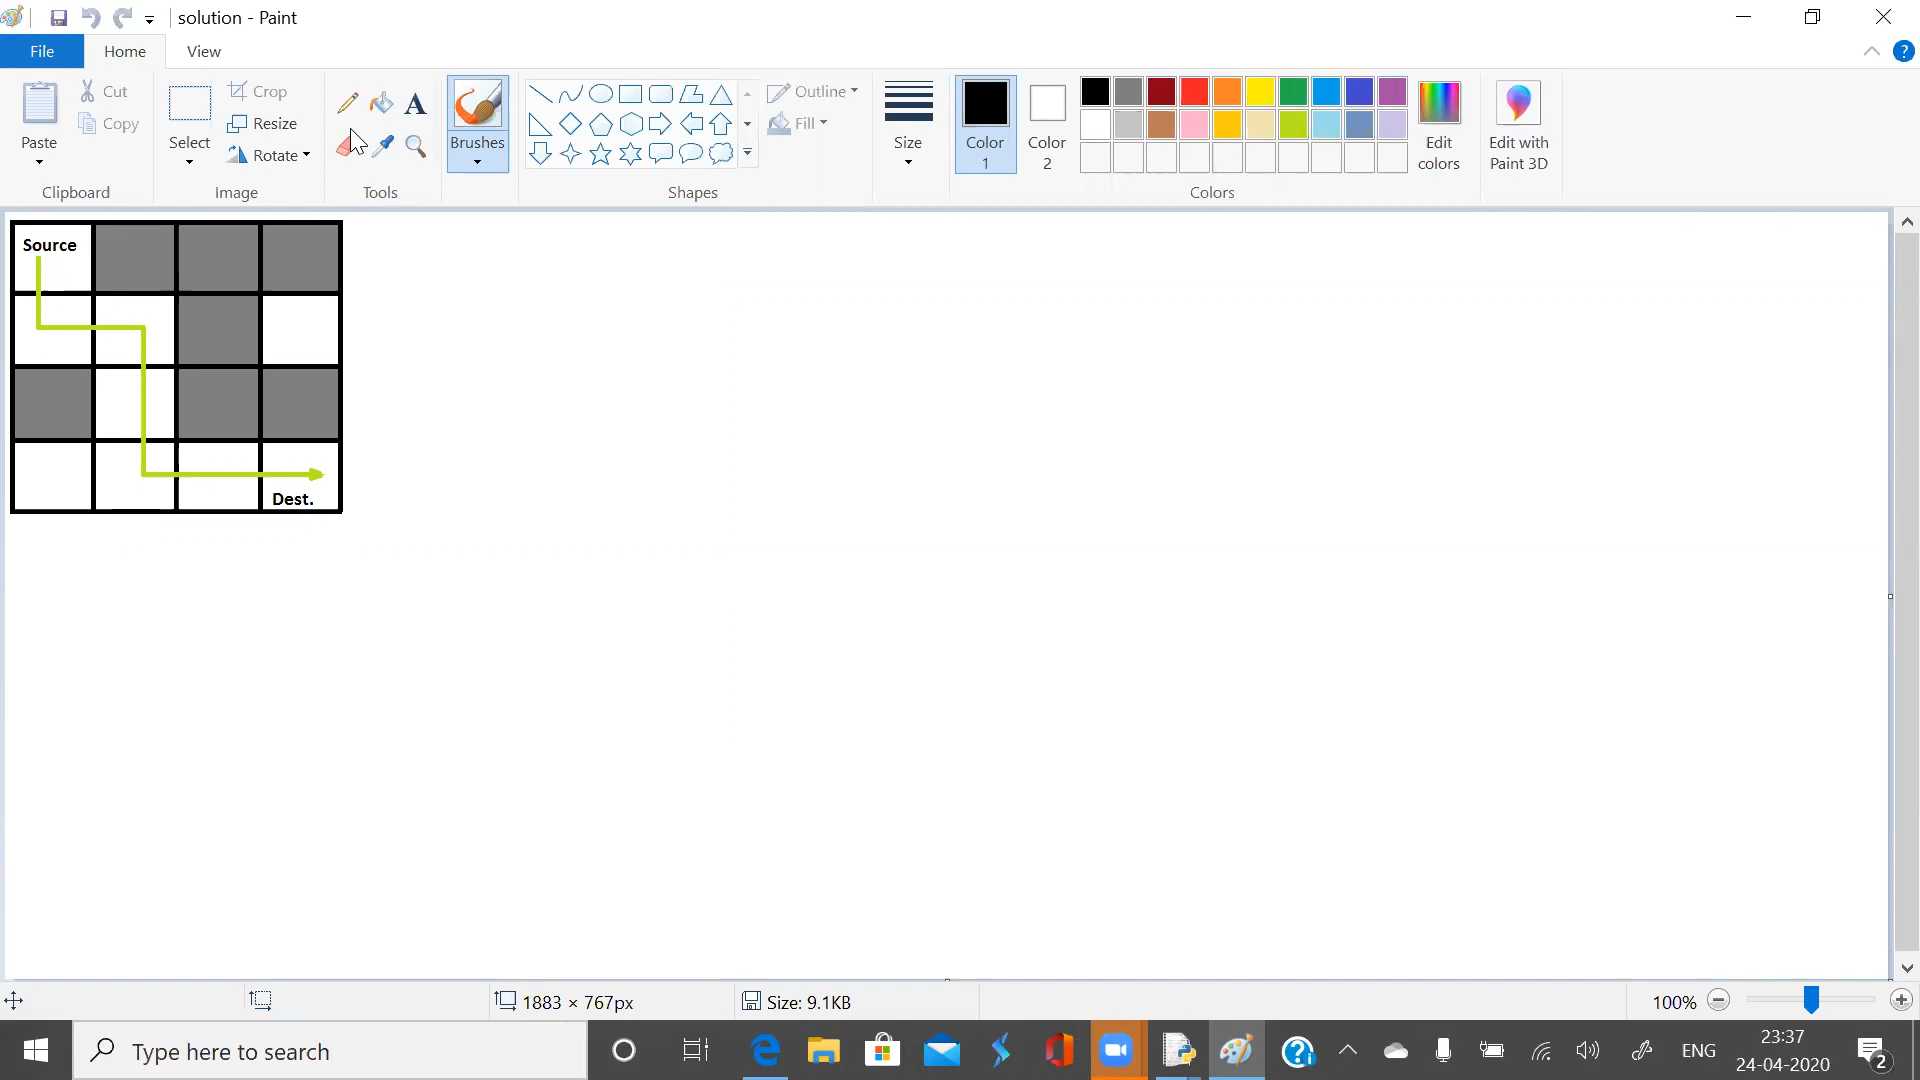 solution - Paint
File Home View
Paste
Cut
Copy
Clipboard
Select
Crop
Resize
Rotate
Image
A
Tools
Brushes
Shapes
Outline
Fill
Size
Color 1
Color 2
Colors
Edit colors
Edit with Paint 3D
?
Source
Dest.
1883 × 767px
Size: 9.1KB
100%
Type here to search
ENG
23:37
24-04-2020
2